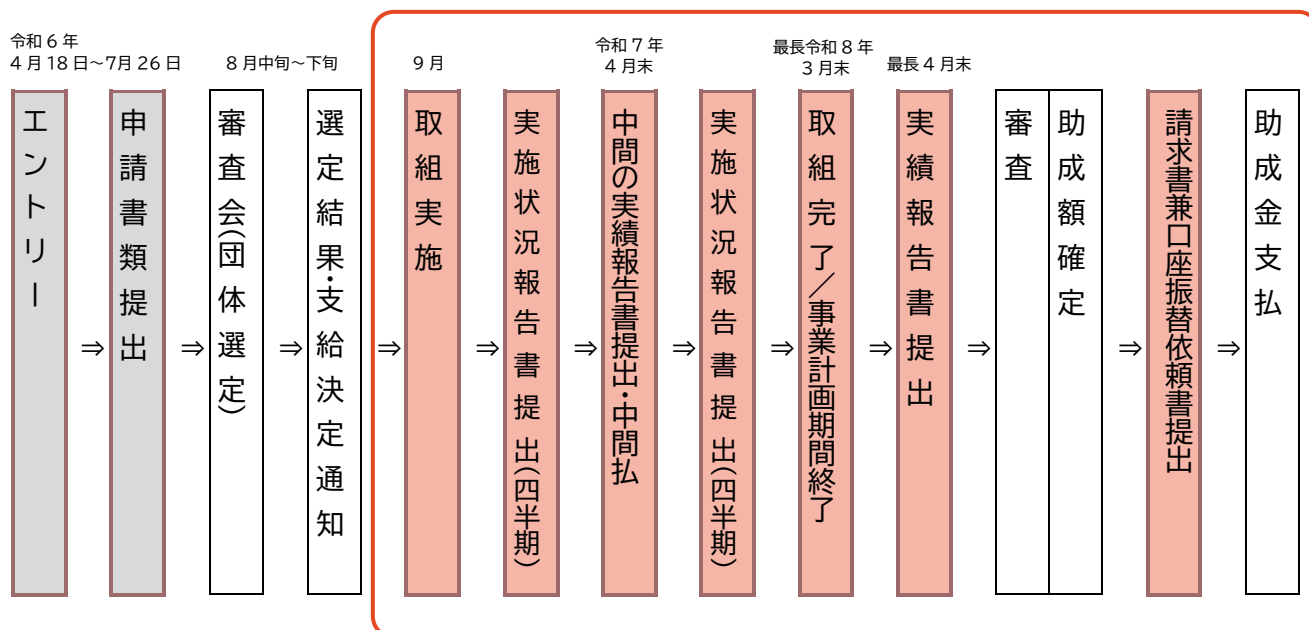 令和6年
4月18日～7月26日
8月中旬～下旬
9月
令和7年
4月末
最長令和8年
3月末
最長4月末
エントリー
⇒
申請書類提出
⇒
審査会(団体選定)
⇒
選定結果・支給決定通知
⇒
取組実施
⇒
実施状況報告書提出(四半期)
⇒
中間の実績報告書提出・中間払
⇒
実施状況報告書提出(四半期)
⇒
取組完了／事業計画期間終了
⇒
実績報告書提出
⇒
審査
助成額確定
⇒
請求書兼口座振替依頼書提出
⇒
助成金支払